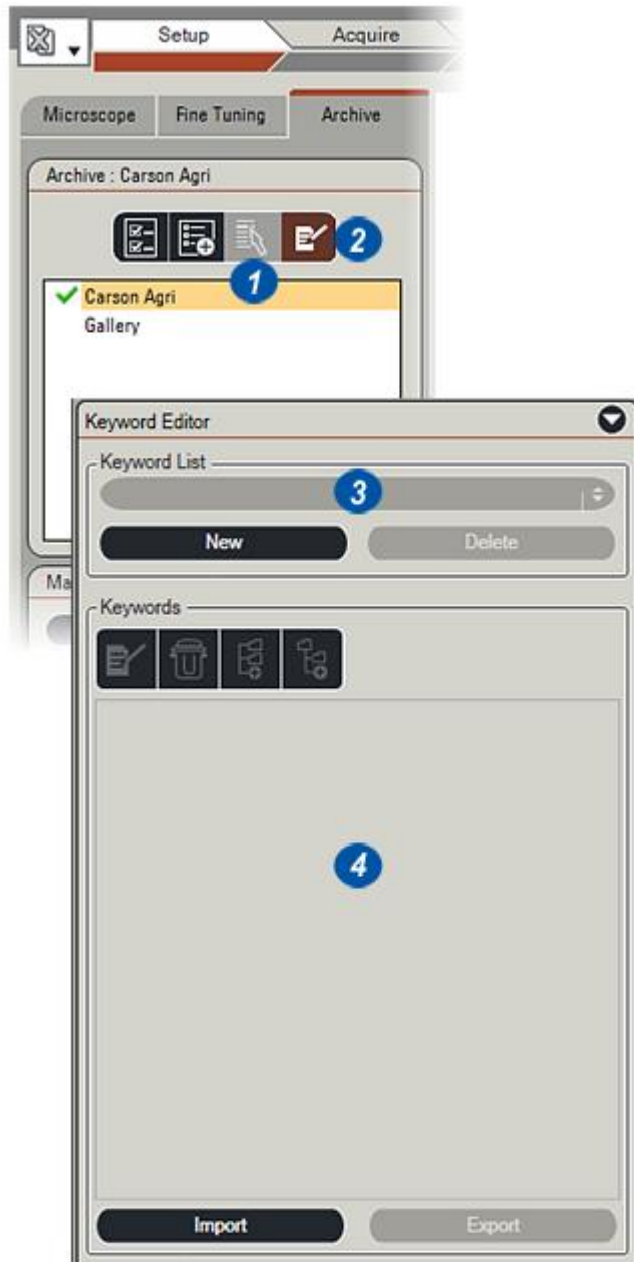 Setup Acquire
Microscope Fine Tuning Archive
Archive : Carson Agri
2
1
Carson Agri
Gallery
Keyword Editor
Keyword List
3
New Delete
Ma
Keywords
4
Import Export